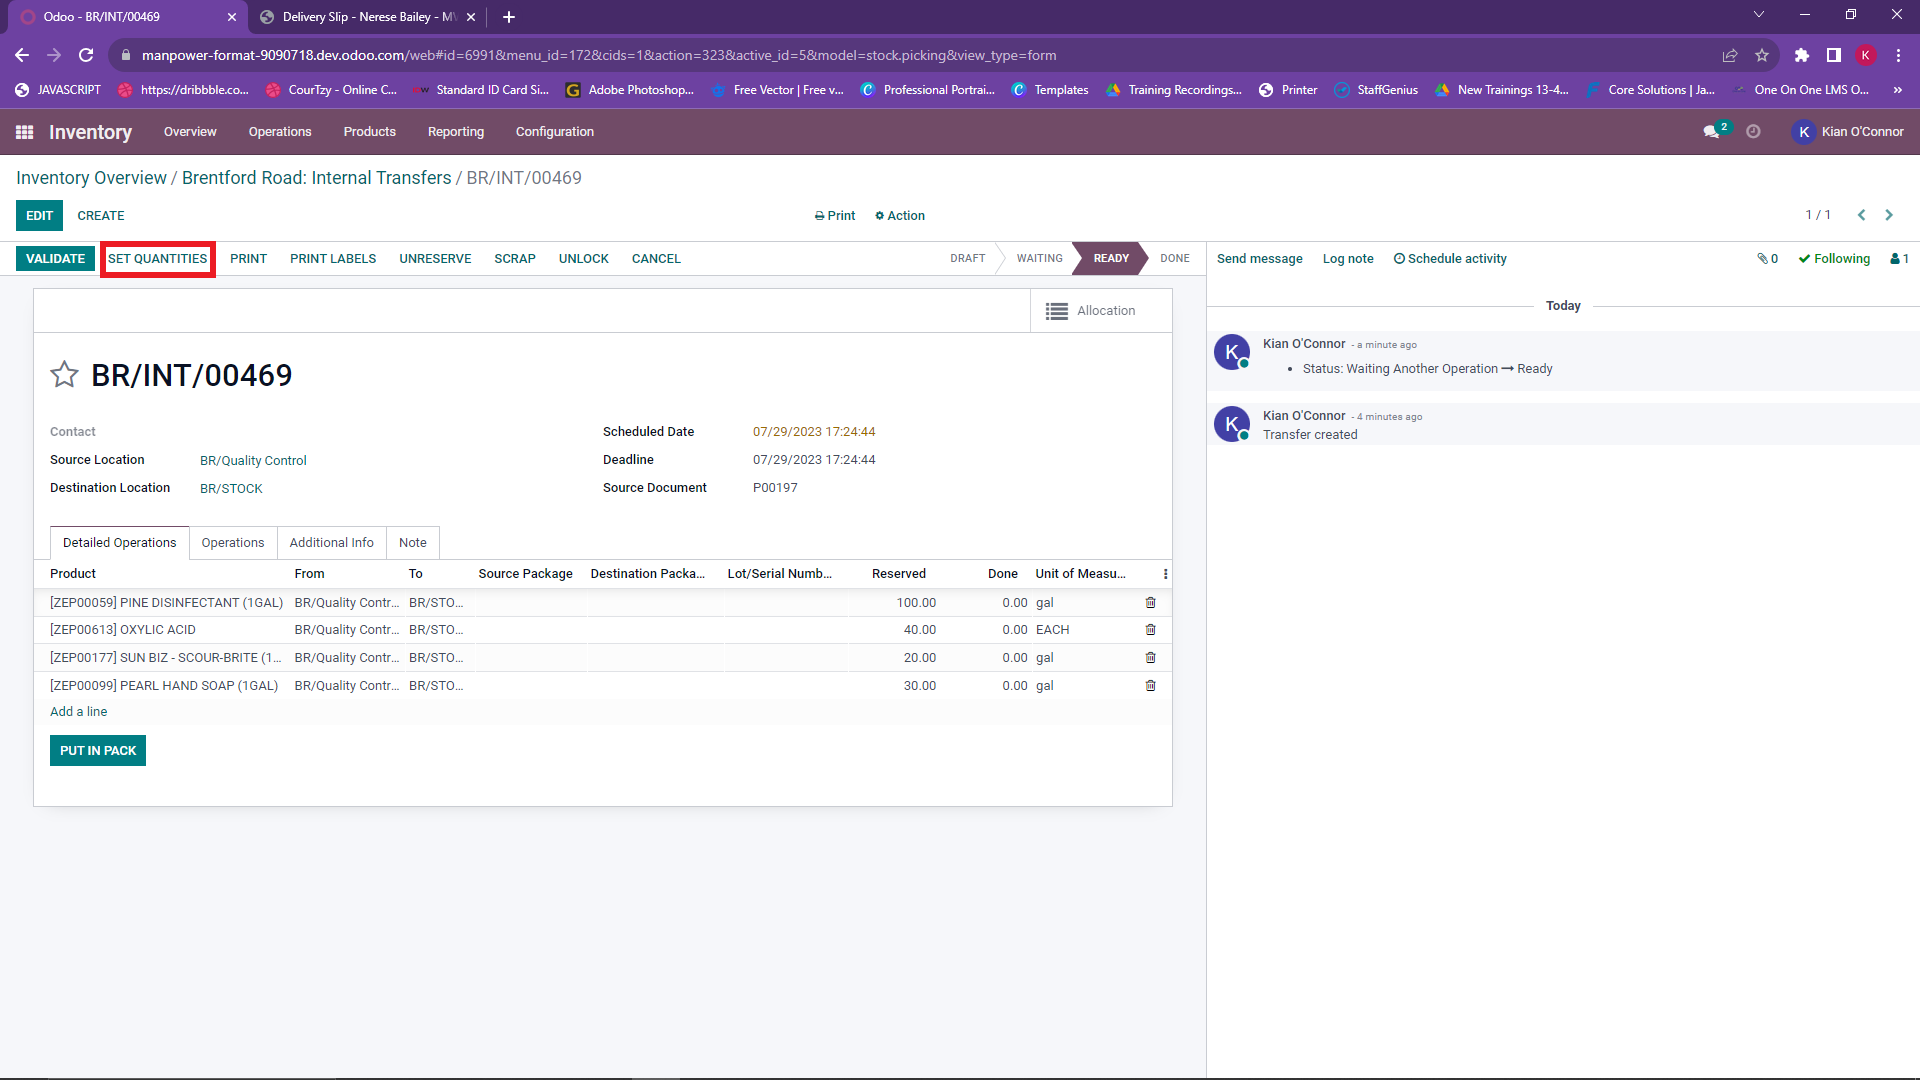 Odoo - BR/INT/00469
Delivery Slip - Nerese Bailey - M
manpower-format-9090718.dev.odoo.com/web#id=6991&menu_id=172&cids=1&action=323&active_id=5&model=stock.picking&view_type=form
K
JAVASCRIPT https://dribbble.co... CourTzy - Online C... Standard ID Card Si... Adobe Photoshop... Free Vector | Free v... Professional Portrai... Templates Training Recordings... Printer StaffGenius New Trainings 13-4... Core Solutions | Ja... One On One LMS O... »
Inventory Overview Operations Products Reporting Configuration 2 K Kian O'Connor
Inventory Overview / Brentford Road: Internal Transfers / BR/INT/00469
EDIT CREATE Print Action 1 / 1
VALIDATE SET QUANTITIES PRINT PRINT LABELS UNRESERVE SCRAP UNLOCK CANCEL DRAFT WAITING READY DONE
Send message Log note Schedule activity 0 Following 1
Allocation
Today
K Kian O'Connor - a minute ago
• Status: Waiting Another Operation → Ready
K Kian O'Connor - 4 minutes ago
Transfer created
BR/INT/00469
Contact
Source Location BR/Quality Control
Destination Location BR/STOCK
Scheduled Date 07/29/2023 17:24:44
Deadline 07/29/2023 17:24:44
Source Document P00197
Detailed Operations Operations Additional Info Note
Product From To Source Package Destination Packa... Lot/Serial Numb... Reserved Done Unit of Measu...
[ZEP00059] PINE DISINFECTANT (1GAL) BR/Quality Contr... BR/STO... 100.00 0.00 gal
[ZEP00613] OXYLIC ACID BR/Quality Contr... BR/STO... 40.00 0.00 EACH
[ZEP00177] SUN BIZ - SCOUR-BRITE (1... BR/Quality Contr... BR/STO... 20.00 0.00 gal
[ZEP00099] PEARL HAND SOAP (1GAL) BR/Quality Contr... BR/STO... 30.00 0.00 gal
Add a line
PUT IN PACK